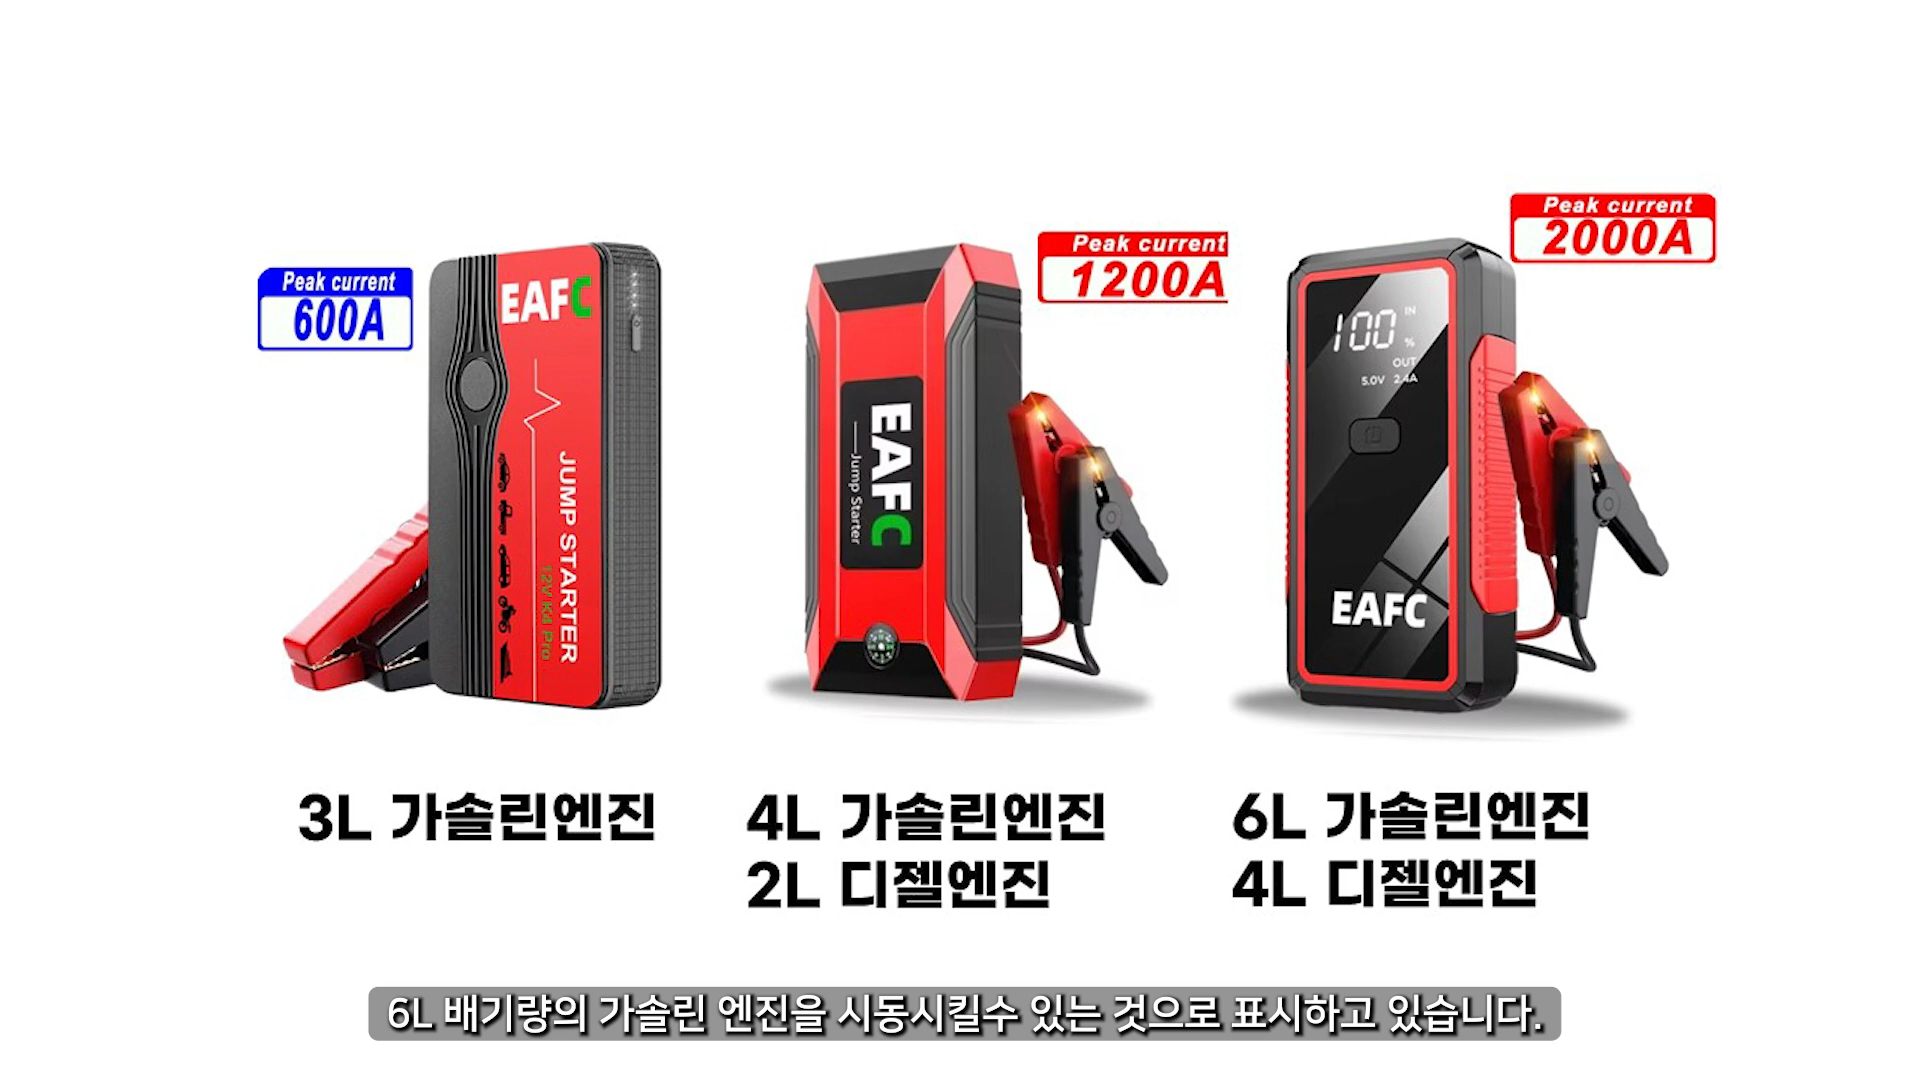 Peak current
600A
EAFC
JUMP STARTER
12V Kit Pro
Peak current
1200A
EAFC
Jump Starter
Peak current
2000A
100 IN
%
OUT
5.0V 2.4A
EAFC
3L 가솔린엔진
4L 가솔린엔진
2L 디젤엔진
6L 가솔린엔진
4L 디젤엔진
6L 배기량의 가솔린 엔진을 시동시킬수 있는 것으로 표시하고 있습니다.